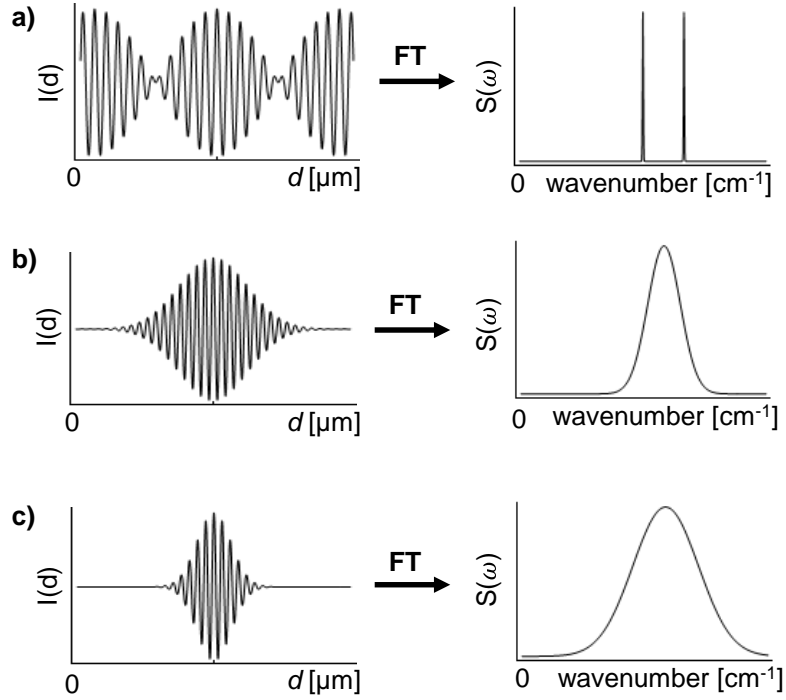 a)
I(d)
0
d [µm]
FT
S(ω)
0
wavenumber [cm-1]
b)
I(d)
0
d [µm]
FT
S(ω)
0
wavenumber [cm-1]
c)
I(d)
0
d [µm]
FT
S(ω)
0
wavenumber [cm-1]